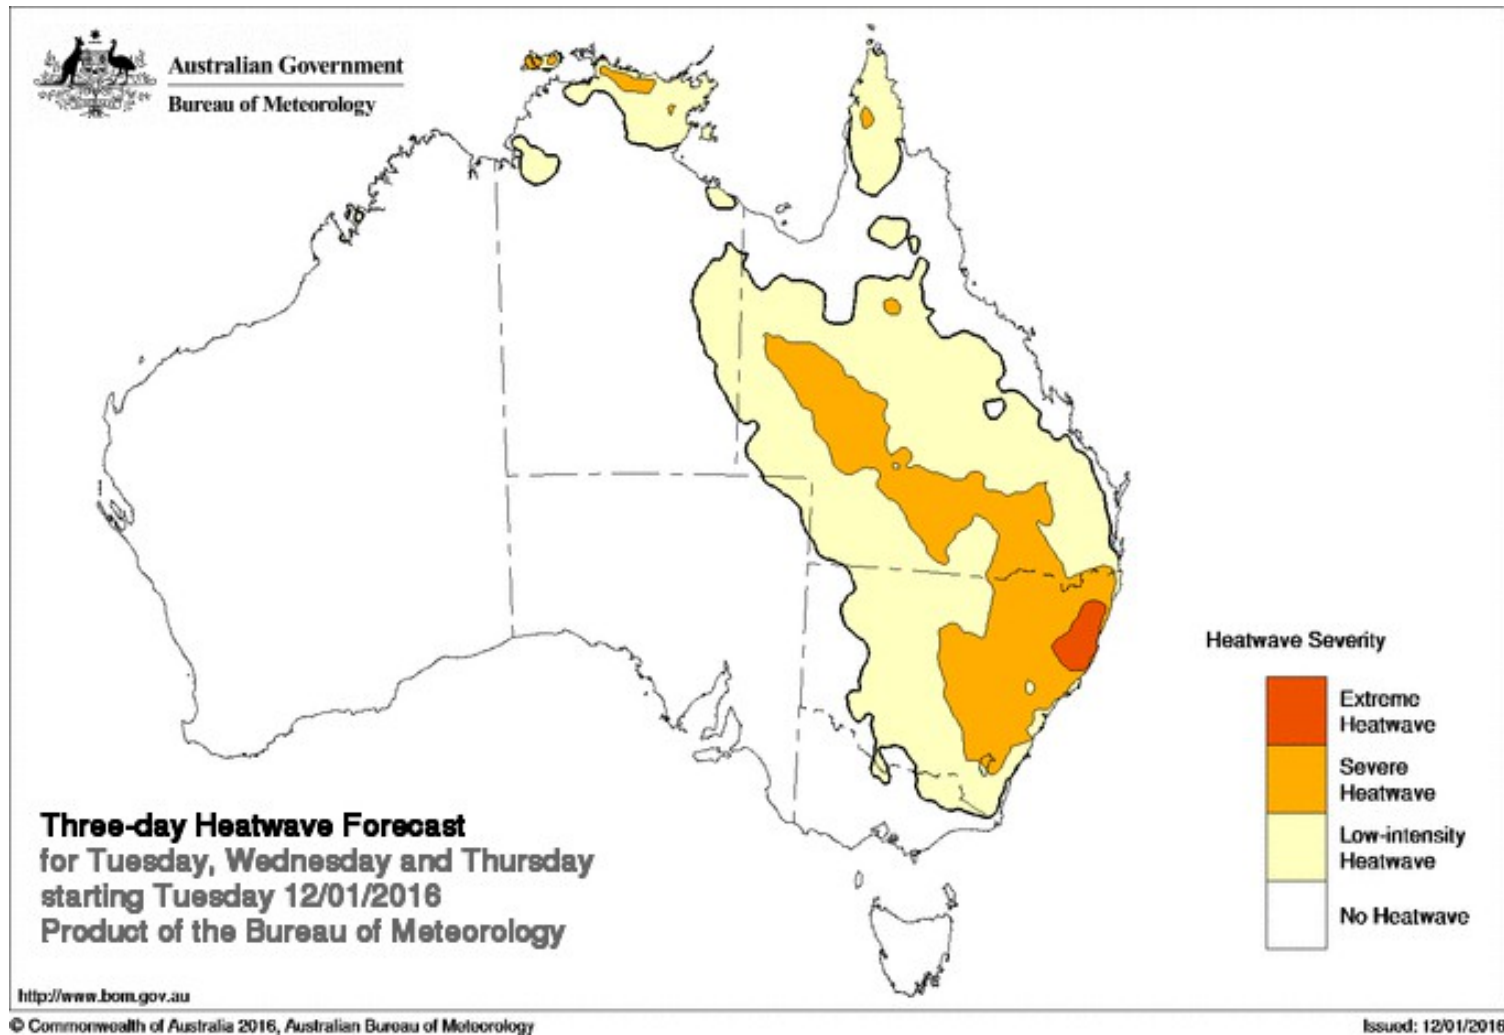 Australian Government
Bureau of Meteorology
Heatwave Severity
Extreme
Heatwave
Severe
Heatwave
Low-intensity
Heatwave
No Heatwave
Three-day Heatwave Forecast
for Tuesday, Wednesday and Thursday
starting Tuesday 12/01/2016
Product of the Bureau of Meteorology
http://www.bom.gov.au
© Commonwealth of Australia 2016, Australian Bureau of Meteorology
Issued: 12/01/2016